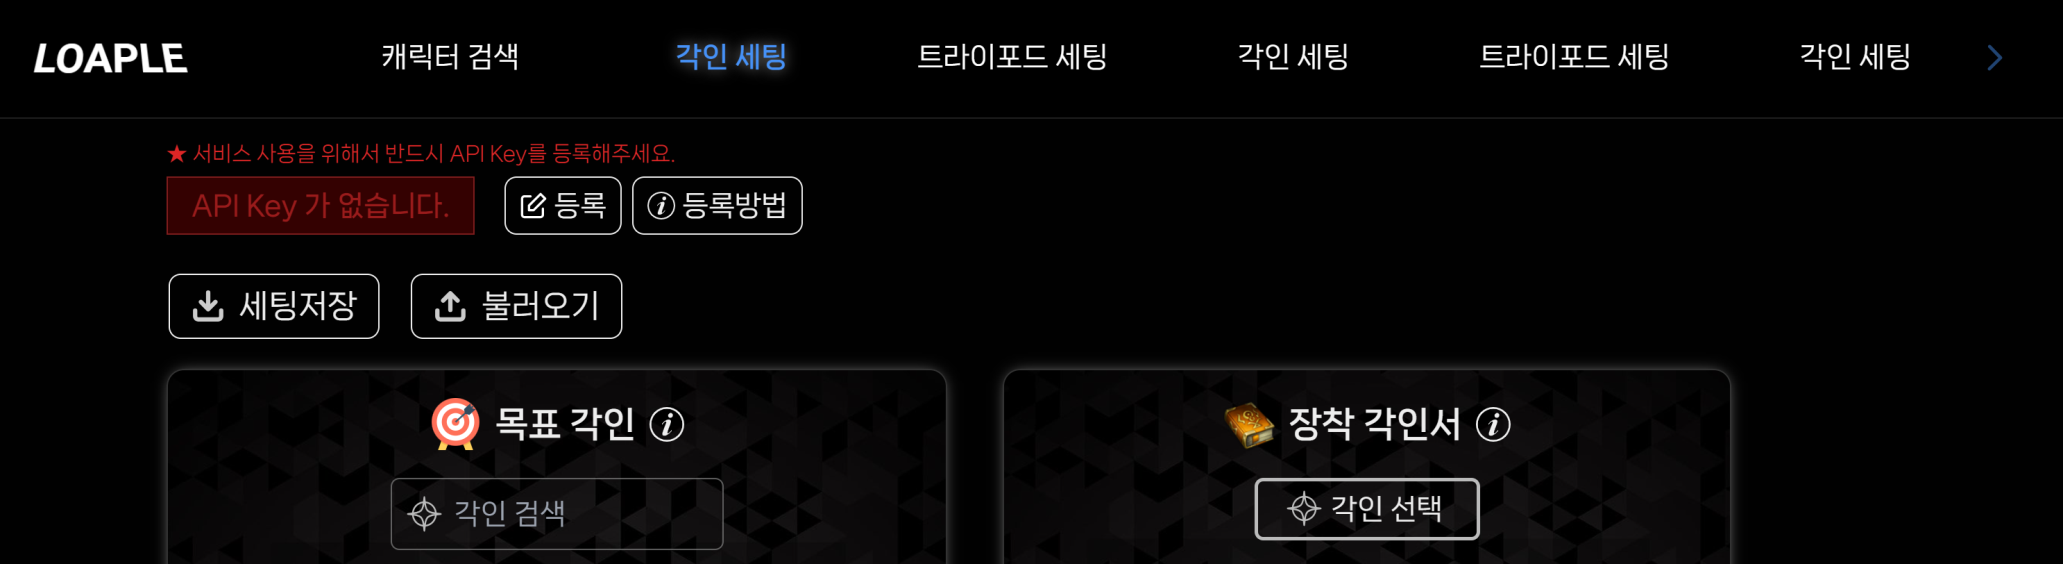 LOAPLE 캐릭터 검색 각인 세팅 트라이포드 세팅 각인 세팅 트라이포드 세팅 각인 세팅
★ 서비스 사용을 위해서 반드시 API Key를 등록해주세요.
API Key 가 없습니다. 등록 등록방법
세팅저장 불러오기
목표 각인 장착 각인서
각인 검색 각인 선택